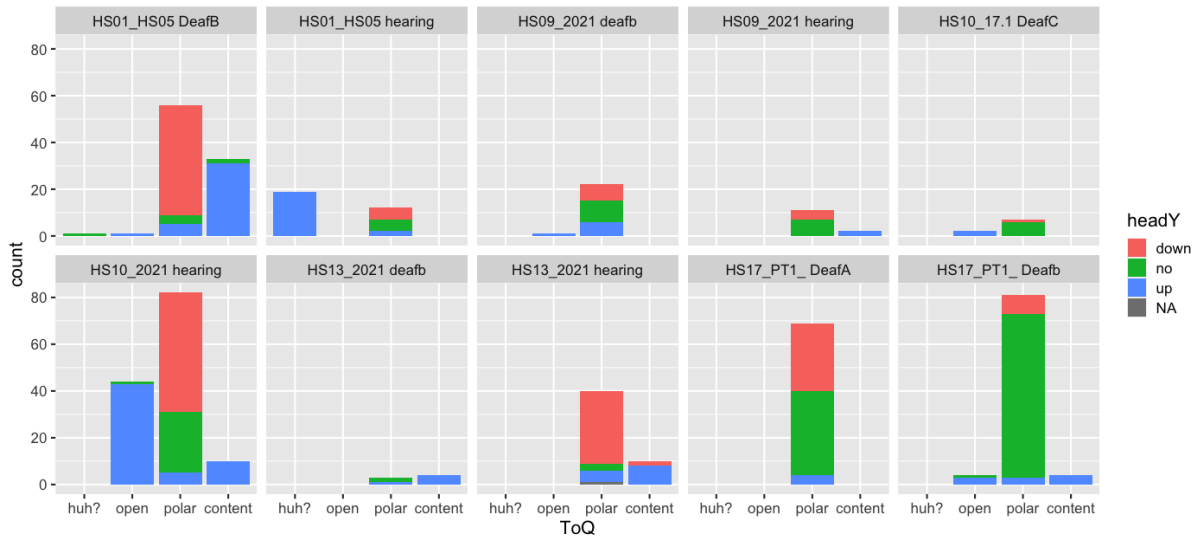 HS01_HS05 DeafB
HS01_HS05 hearing
HS09_2021 deafb
HS09_2021 hearing
HS10_17.1 DeafC
80
60
40
20
0
HS10_2021 hearing
HS13_2021 deafb
HS13_2021 hearing
HS17_PT1_ DeafA
HS17_PT1_ Deafb
80
60
40
20
0
count
huh? open polar content
huh? open polar content
huh? open polar content
huh? open polar content
huh? open polar content
ToQ
headY
down
no
up
NA